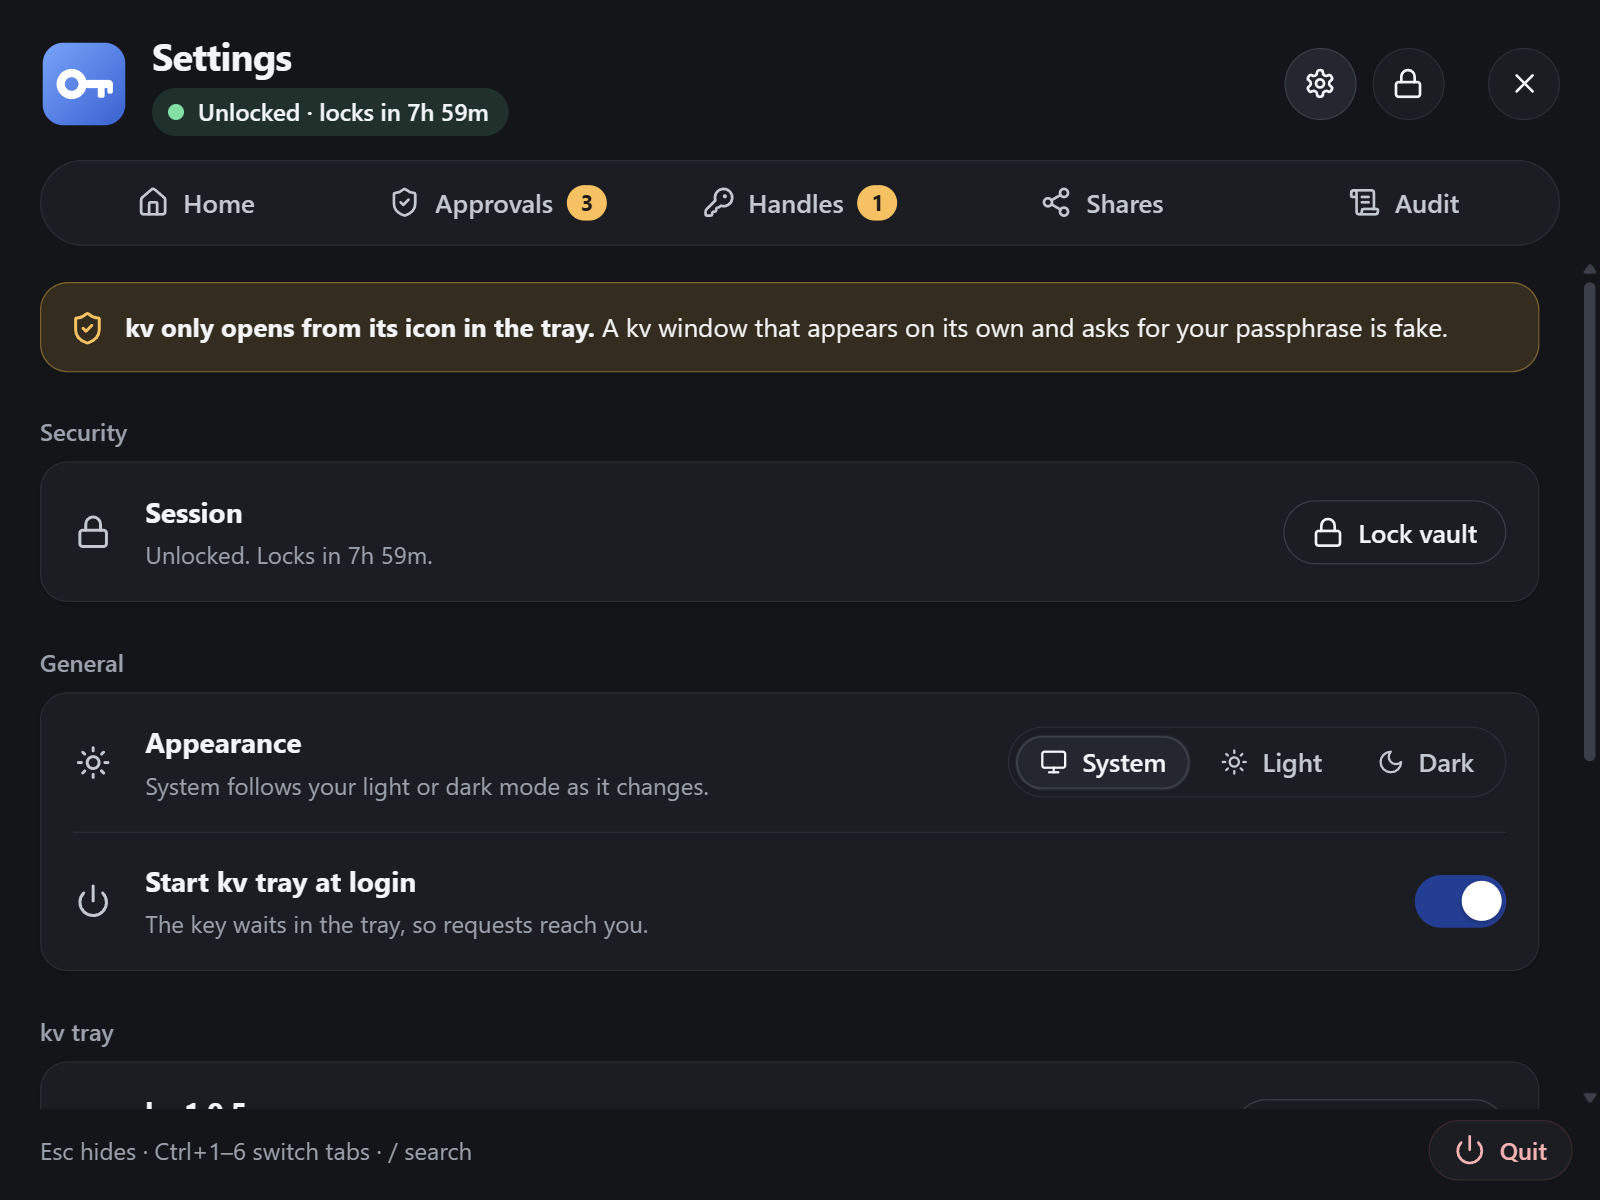 Settings
Unlocked · locks in 7h 59m
Home
Approvals 3
Handles 1
Shares
Audit
kv only opens from its icon in the tray. A kv window that appears on its own and asks for your passphrase is fake.
Security
Session
Unlocked. Locks in 7h 59m.
Lock vault
General
Appearance
System follows your light or dark mode as it changes.
System
Light
Dark
Start kv tray at login
The key waits in the tray, so requests reach you.
kv tray
Esc hides · Ctrl+1–6 switch tabs · / search
Quit